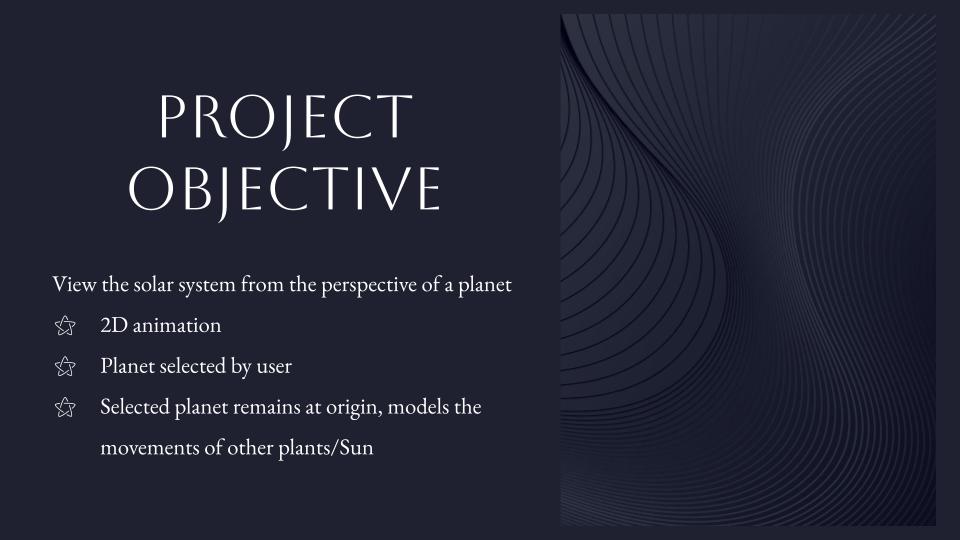 PROJECT
OBJECTIVE
View the solar system from the perspective of a planet
2D animation
Planet selected by user
Selected planet remains at origin, models the
movements of other plants/Sun